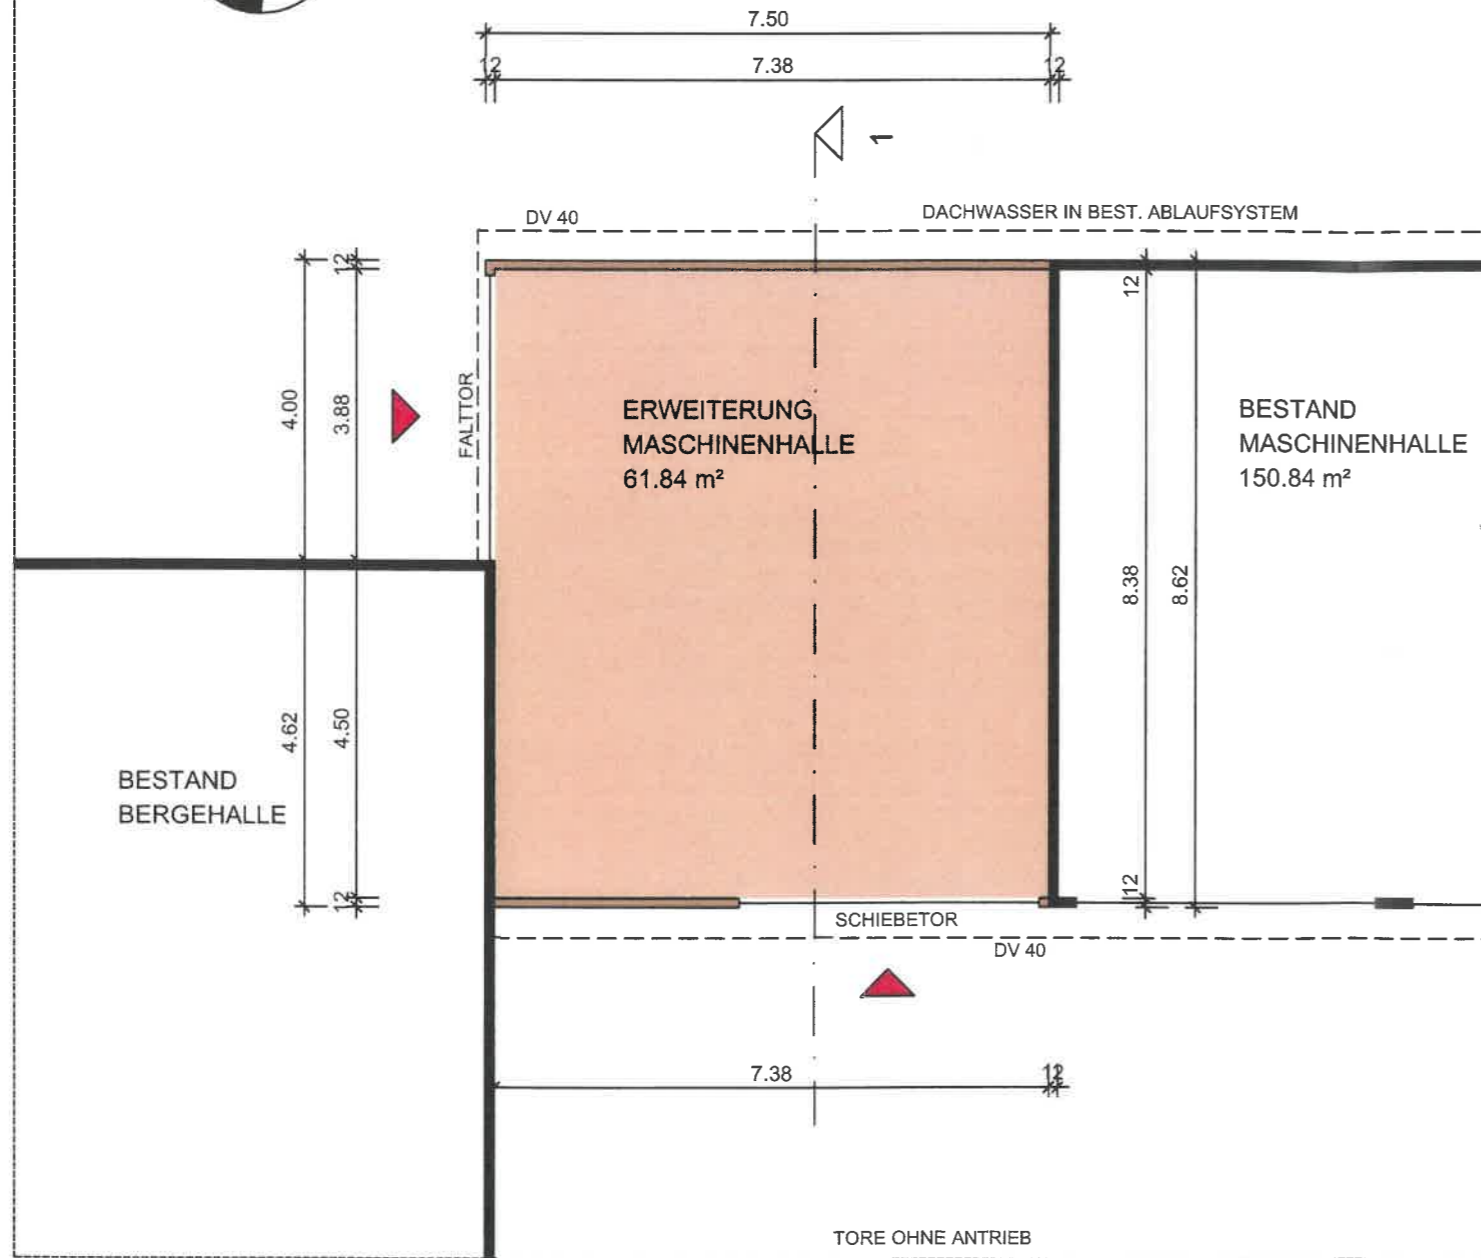 7.50
12
7.38
12
1
DV 40
DACHWASSER IN BEST. ABLAUFSYSTEM
12
12
4.00
3.88
FALTTOR
ERWEITERUNG
MASCHINENHALLE
61.84 m²
BESTAND
MASCHINENHALLE
150.84 m²
8.38
8.62
4.62
4.50
BESTAND
BERGEHALLE
12
12
SCHIEBETOR
DV 40
7.38
12
TORE OHNE ANTRIEB